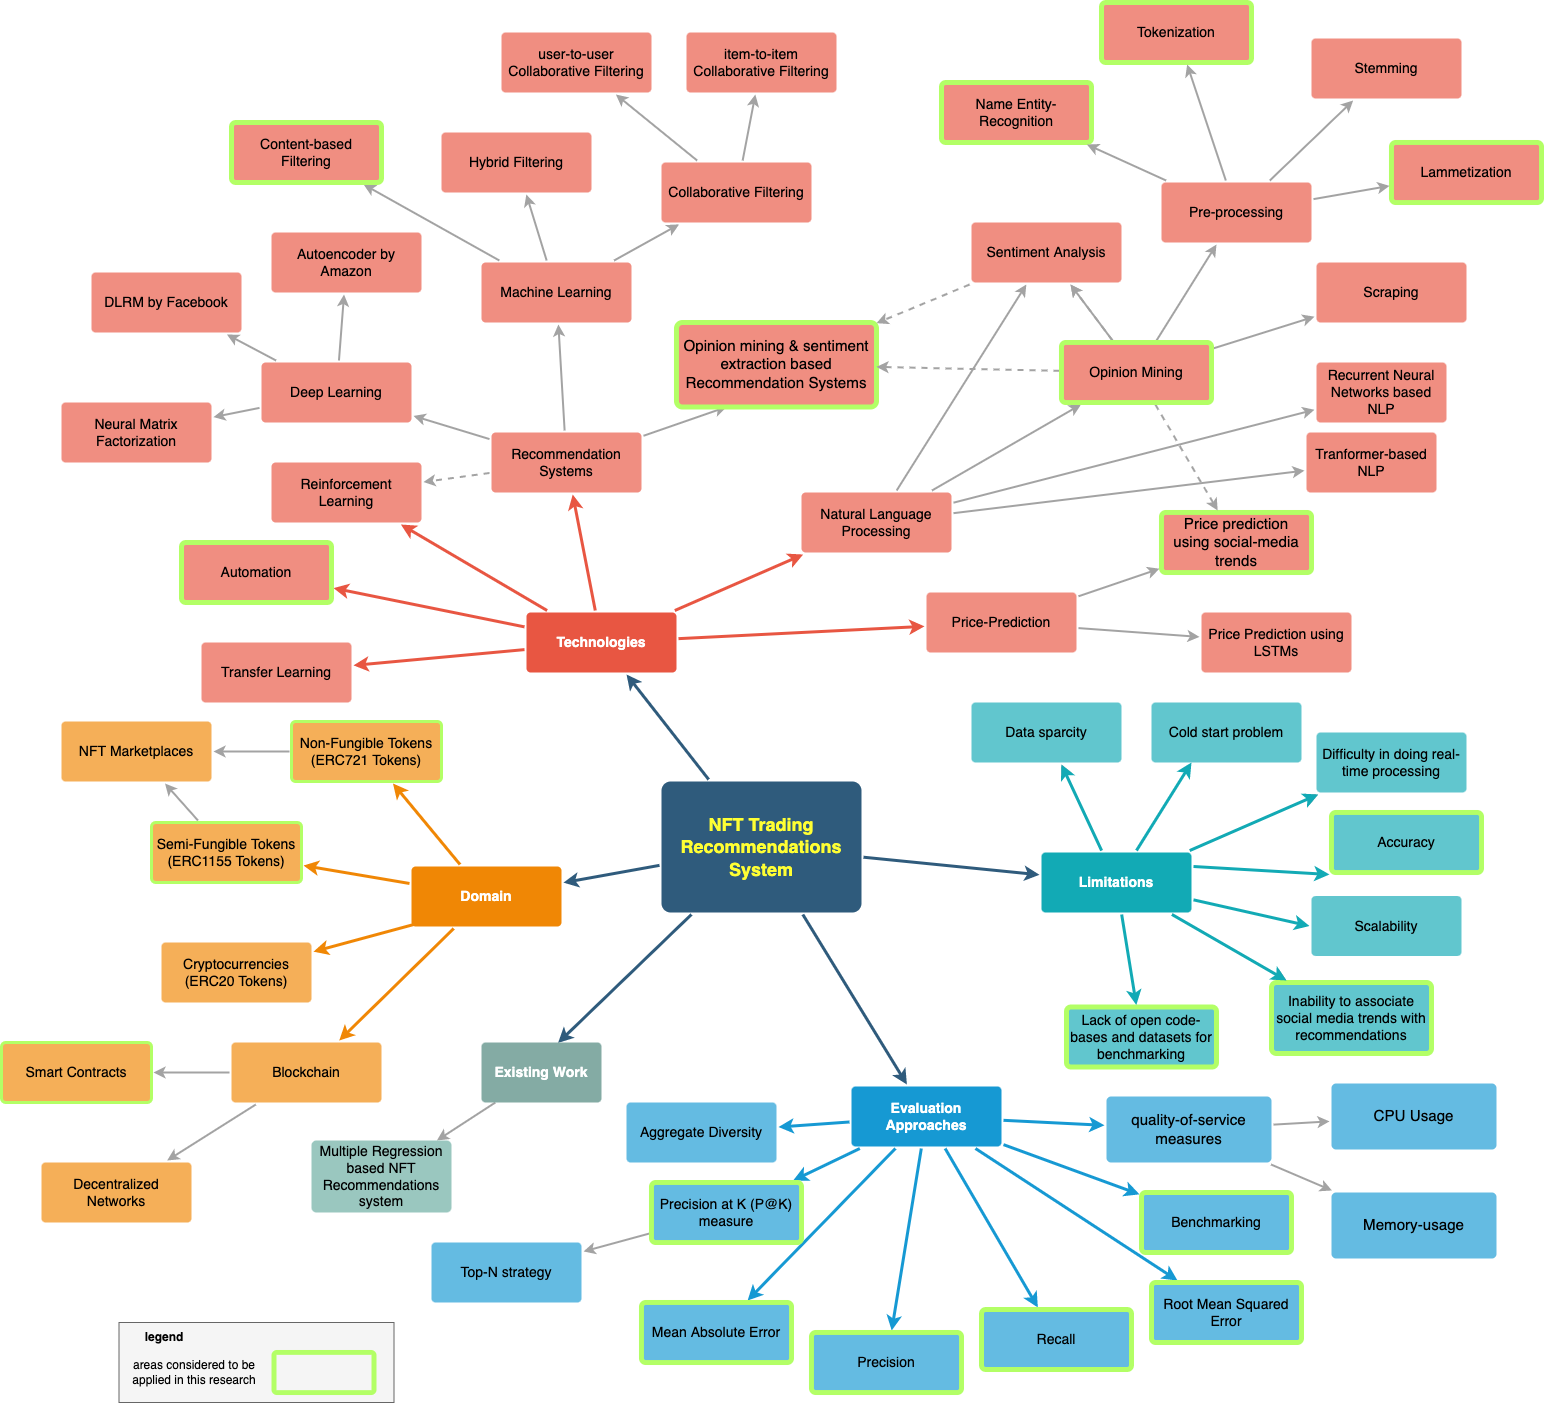 Tokenization
user-to-user
Collaborative Filtering
item-to-item
Collaborative Filtering
Stemming
Name Entity-
Recognition
Content-based
Filtering
Hybrid Filtering
Collaborative Filtering
Lammetization
Pre-processing
Sentiment Analysis
Autoencoder by
Amazon
DLRM by Facebook
Machine Learning
Scraping
Opinion mining & sentiment
extraction based
Recommendation Systems
Opinion Mining
Deep Learning
Recurrent Neural
Networks based
NLP
Neural Matrix
Factorization
Recommendation
Systems
Tranformer-based
NLP
Reinforcement
Learning
Natural Language
Processing
Price prediction
using social-media
trends
Automation
Technologies
Price-Prediction
Price Prediction using
LSTMs
Transfer Learning
NFT Marketplaces
Non-Fungible Tokens
(ERC721 Tokens)
Data sparcity
Cold start problem
Difficulty in doing real-
time processing
Semi-Fungible Tokens
(ERC1155 Tokens)
NFT Trading
Recommendations
System
Accuracy
Domain
LImitations
Scalability
Cryptocurrencies
(ERC20 Tokens)
Lack of open code-
bases and datasets for
benchmarking
Inability to associate
social media trends with
recommendations
Smart Contracts
Blockchain
Existing Work
Evaluation
Approaches
Aggregate Diversity
quality-of-service
measures
CPU Usage
Multiple Regression
based NFT
Recommendations
system
Decentralized
Networks
Precision at K (P@K)
measure
Benchmarking
Memory-usage
Top-N strategy
Mean Absolute Error
Precision
Recall
Root Mean Squared
Error
legend
areas considered to be
applied in this research